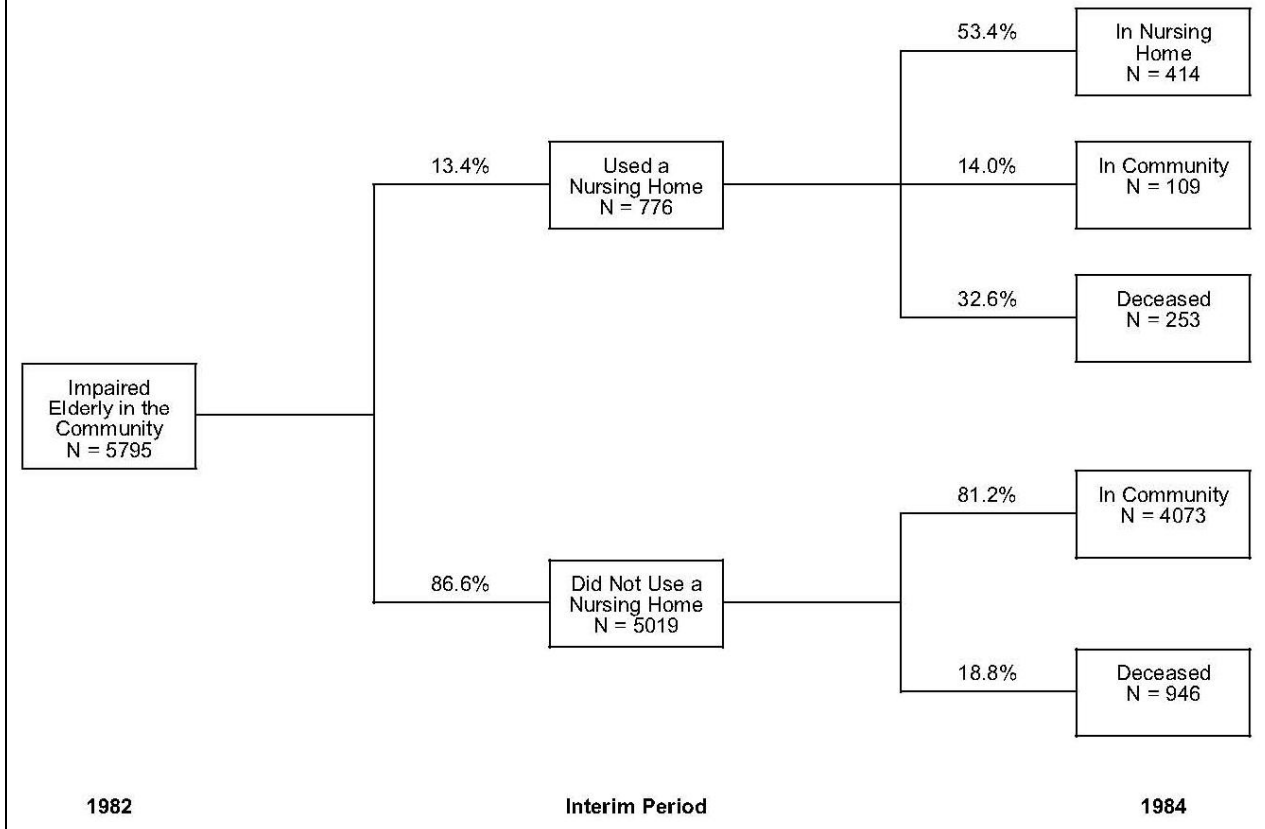 53.4%
In Nursing
Home
N = 414
13.4%
Used a
Nursing Home
N = 776
14.0%
In Community
N = 109
32.6%
Deceased
N = 253
Impaired
Elderly in the
Community
N = 5795
81.2%
In Community
N = 4073
86.6%
Did Not Use a
Nursing Home
N = 5019
18.8%
Deceased
N = 946
1982
Interim Period
1984